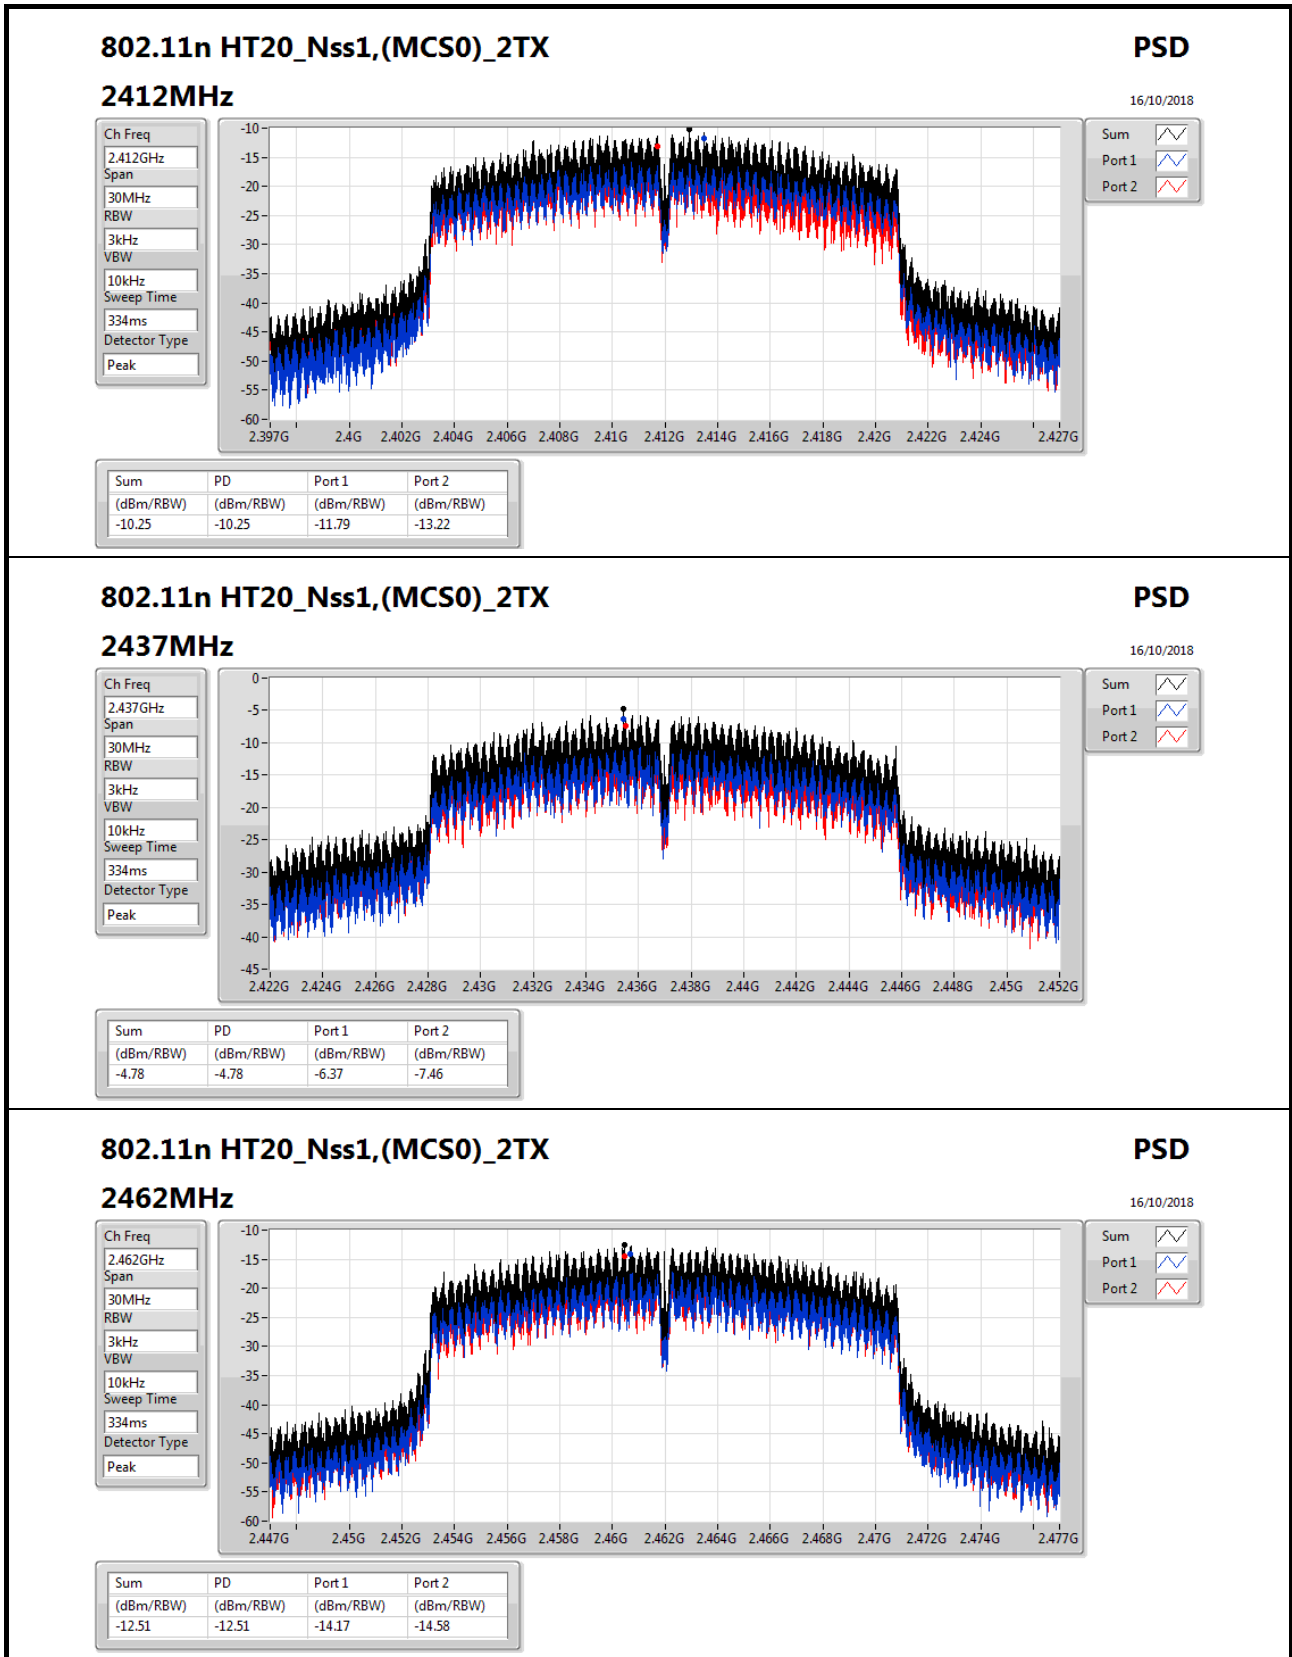 802.11n HT20_Nss1,(MCS0)_2TX PSD
2412MHz 16/10/2018
Ch Freq
2.412GHz
Span
30MHz
RBW
3kHz
VBW
10kHz
Sweep Time
334ms
Detector Type
Peak
-10
-15
-20
-25
-30
-35
-40
-45
-50
-55
-60
2.397G 2.4G 2.402G 2.404G 2.406G 2.408G 2.41G 2.412G 2.414G 2.416G 2.418G 2.42G 2.422G 2.424G 2.427G
Sum
Port 1
Port 2
Sum PD Port 1 Port 2
(dBm/RBW) (dBm/RBW) (dBm/RBW) (dBm/RBW)
-10.25 -10.25 -11.79 -13.22
802.11n HT20_Nss1,(MCS0)_2TX PSD
2437MHz 16/10/2018
Ch Freq
2.437GHz
Span
30MHz
RBW
3kHz
VBW
10kHz
Sweep Time
334ms
Detector Type
Peak
0
-5
-10
-15
-20
-25
-30
-35
-40
-45
2.422G 2.424G 2.426G 2.428G 2.43G 2.432G 2.434G 2.436G 2.438G 2.44G 2.442G 2.444G 2.446G 2.448G 2.45G 2.452G
Sum
Port 1
Port 2
Sum PD Port 1 Port 2
(dBm/RBW) (dBm/RBW) (dBm/RBW) (dBm/RBW)
-4.78 -4.78 -6.37 -7.46
802.11n HT20_Nss1,(MCS0)_2TX PSD
2462MHz 16/10/2018
Ch Freq
2.462GHz
Span
30MHz
RBW
3kHz
VBW
10kHz
Sweep Time
334ms
Detector Type
Peak
-10
-15
-20
-25
-30
-35
-40
-45
-50
-55
-60
2.447G 2.45G 2.452G 2.454G 2.456G 2.458G 2.46G 2.462G 2.464G 2.466G 2.468G 2.47G 2.472G 2.474G 2.477G
Sum
Port 1
Port 2
Sum PD Port 1 Port 2
(dBm/RBW) (dBm/RBW) (dBm/RBW) (dBm/RBW)
-12.51 -12.51 -14.17 -14.58